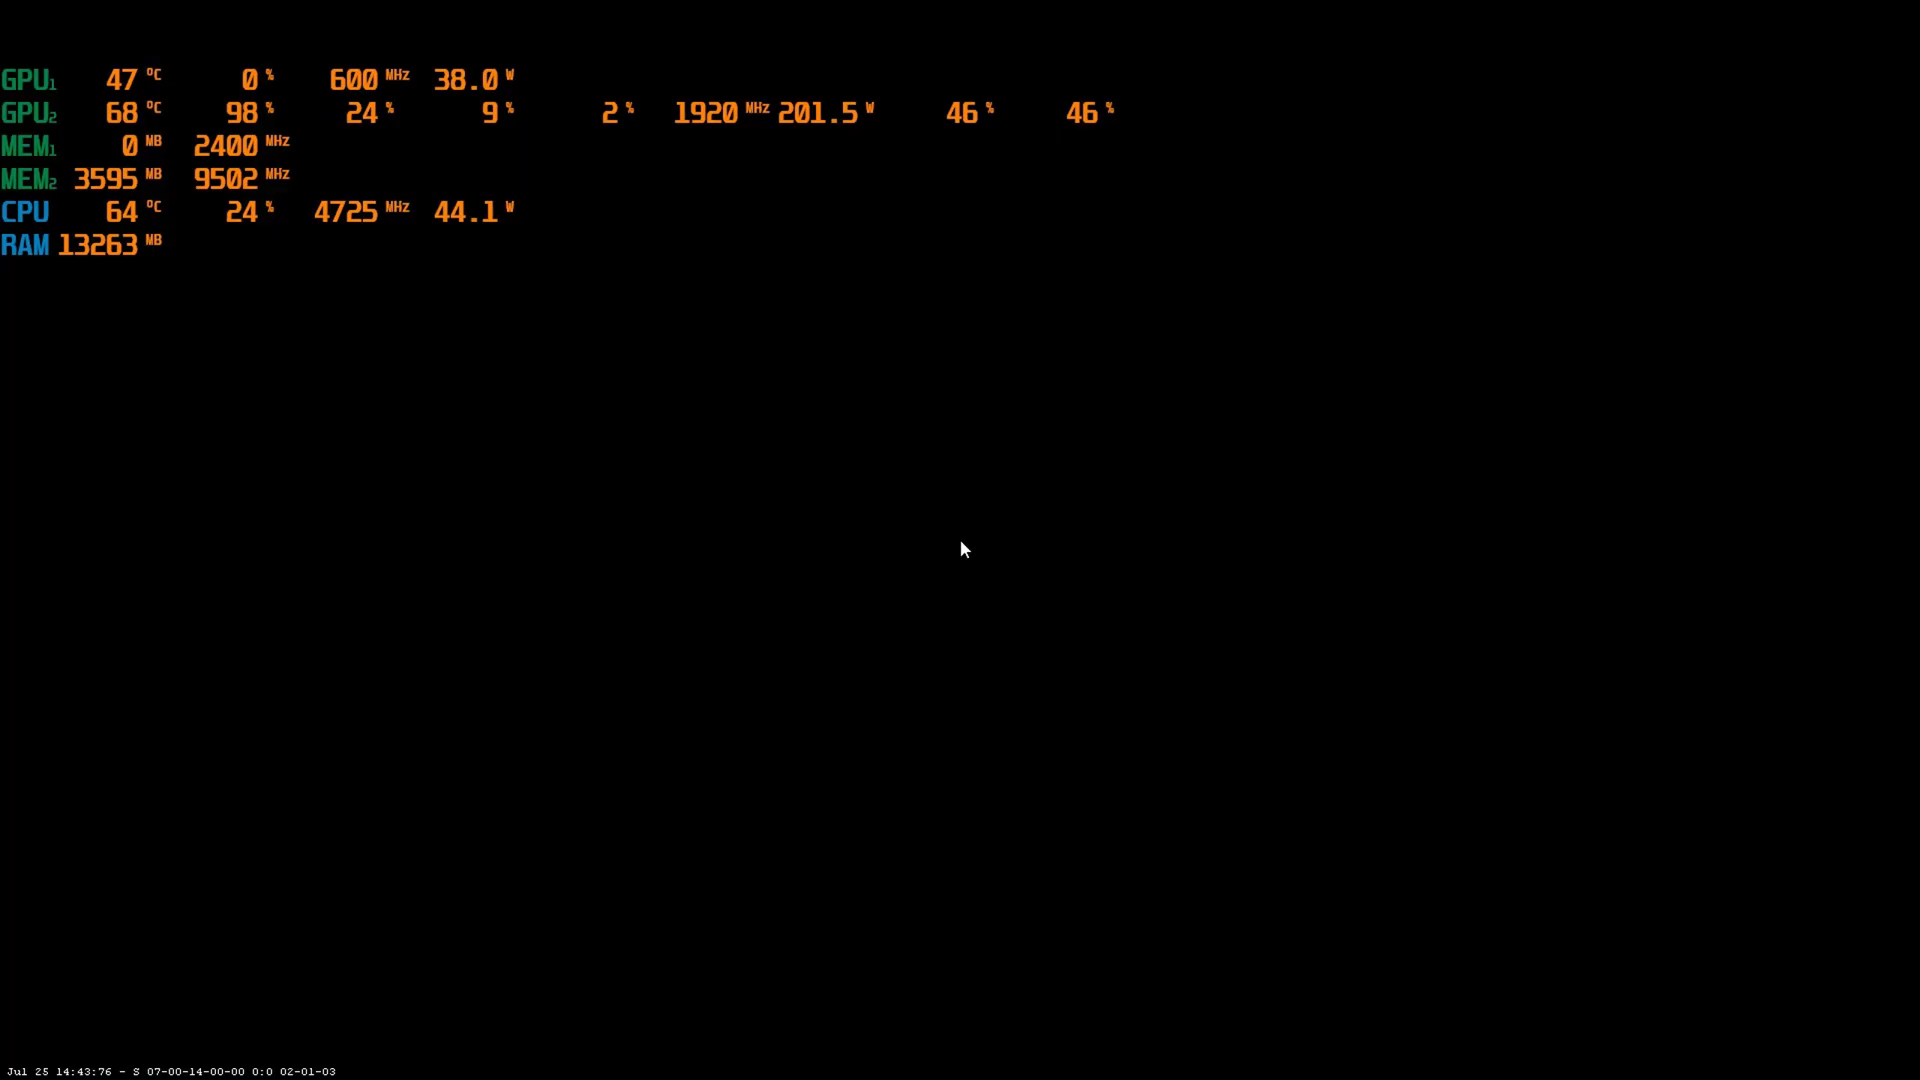 GPU1 47 °C 0 % 600 MHz 38.0 W
GPU2 68 °C 98 % 24 % 9 % 2 % 1920 MHz 201.5 W 46 % 46 %
MEM1 0 MB 2400 MHz
MEM2 3595 MB 9502 MHz
CPU 64 °C 24 % 4725 MHz 44.1 W
RAM 13263 MB
Jul 25 14:43:76 - S 07-00-14-00-00 0:0 02-01-03